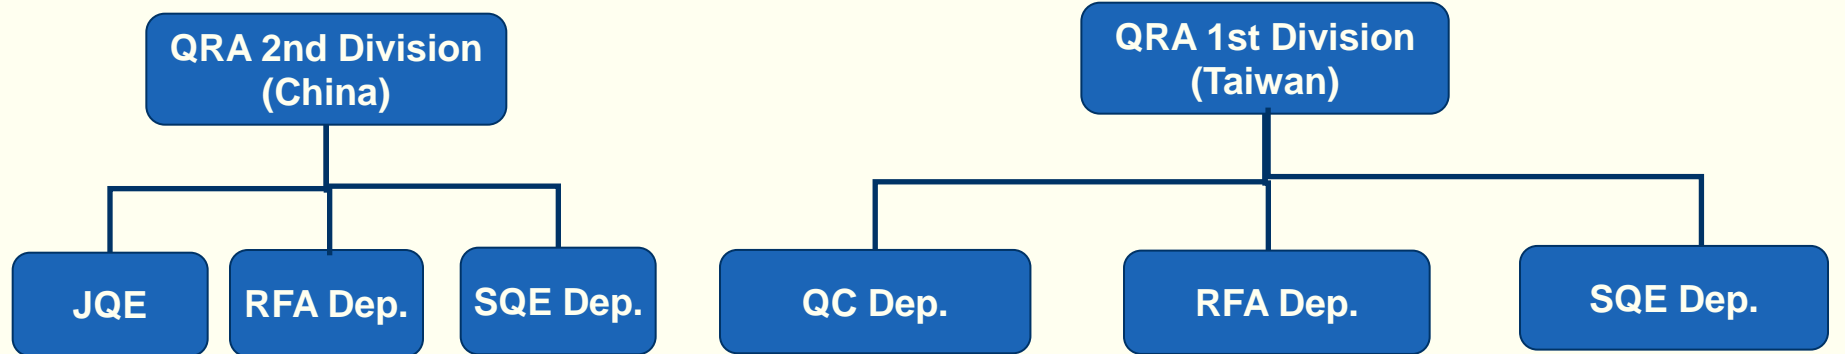 QRA 2nd Division
(China)
QRA 1st Division
(Taiwan)
JQE
RFA Dep.
SQE Dep.
QC Dep.
RFA Dep.
SQE Dep.